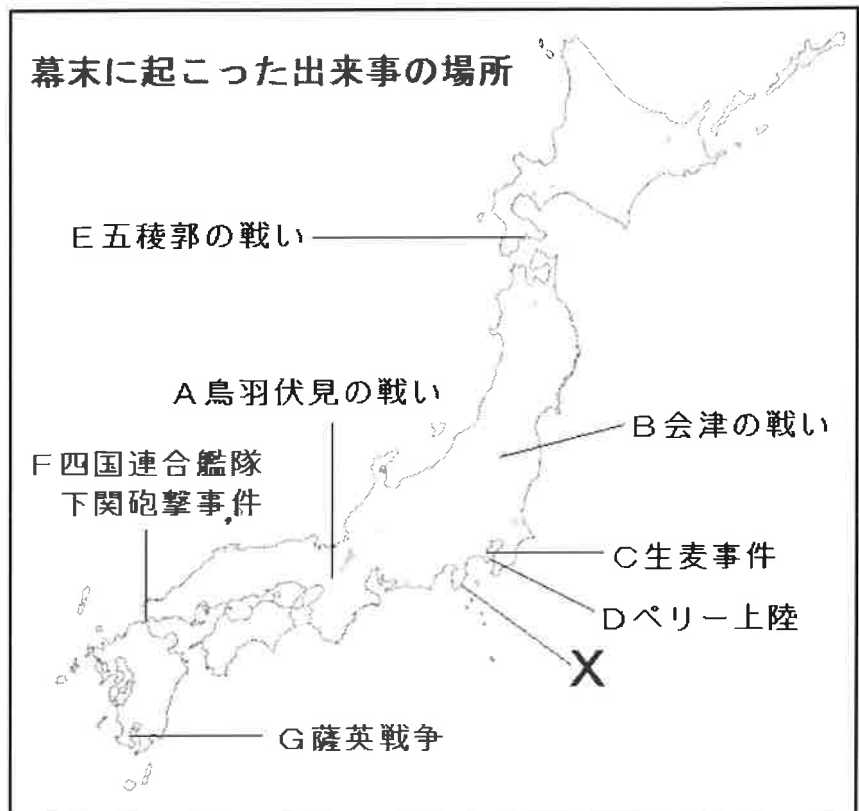 幕末に起こった出来事の場所
E五稜郭の戦い
A鳥羽伏見の戦い
B会津の戦い
F四国連合艦隊
下関砲撃事件
C生麦事件
Dペリー上陸
X
G薩英戦争